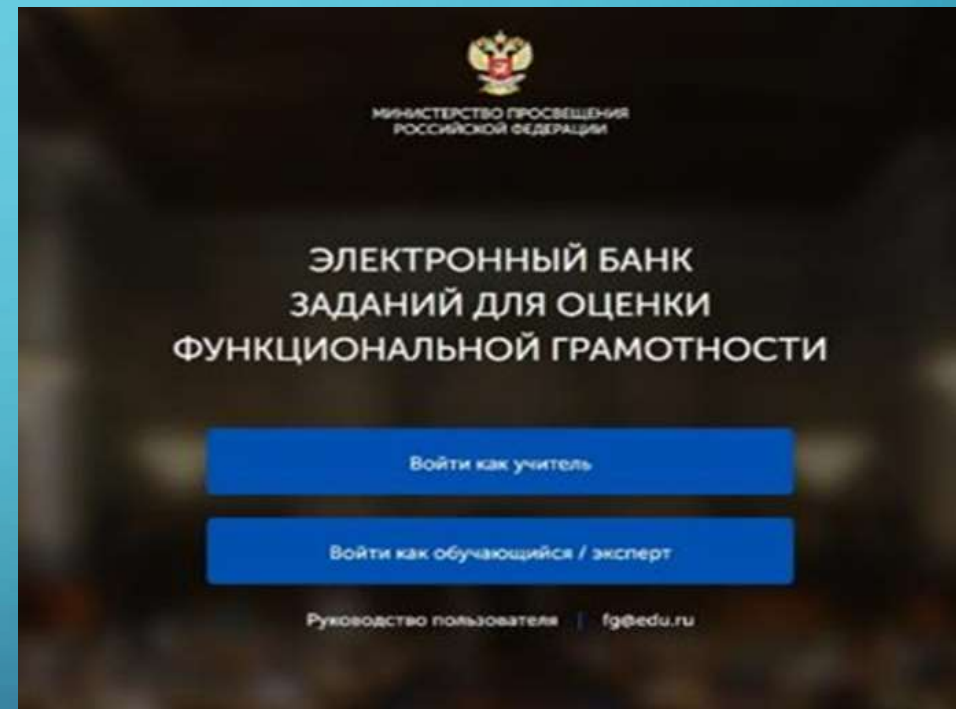 МИНИСТЕРСТВО ПРОСВЕЩЕНИЯ
РОССИЙСКОЙ ФЕДЕРАЦИИ
ЭЛЕКТРОННЫЙ БАНК
ЗАДАНИЙ ДЛЯ ОЦЕНКИ
ФУНКЦИОНАЛЬНОЙ ГРАМОТНОСТИ
Войти как учитель
Войти как обучающийся / эксперт
Руководство пользователя | fg@edu.ru